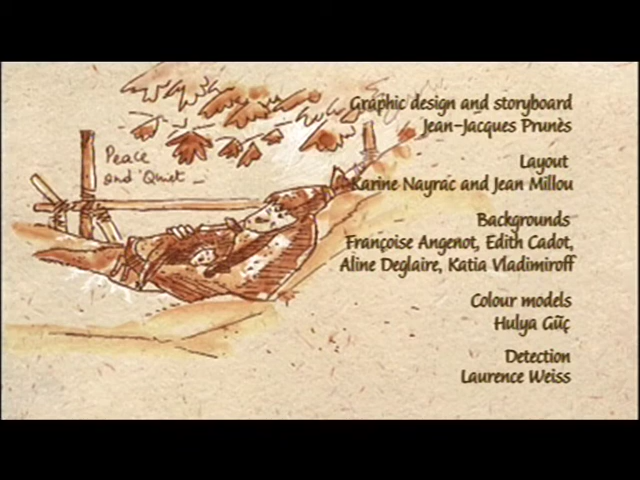 Peace
and Quiet _
Graphic design and storyboard
Jean-Jacques Prunès
Layout
Karine Nayrac and Jean Millou
Backgrounds
Françoise Angenot, Edith Cadot,
Aline Deglaire, Katia Vladimiroff
Colour models
Hulya Gũç
Detection
Laurence Weiss